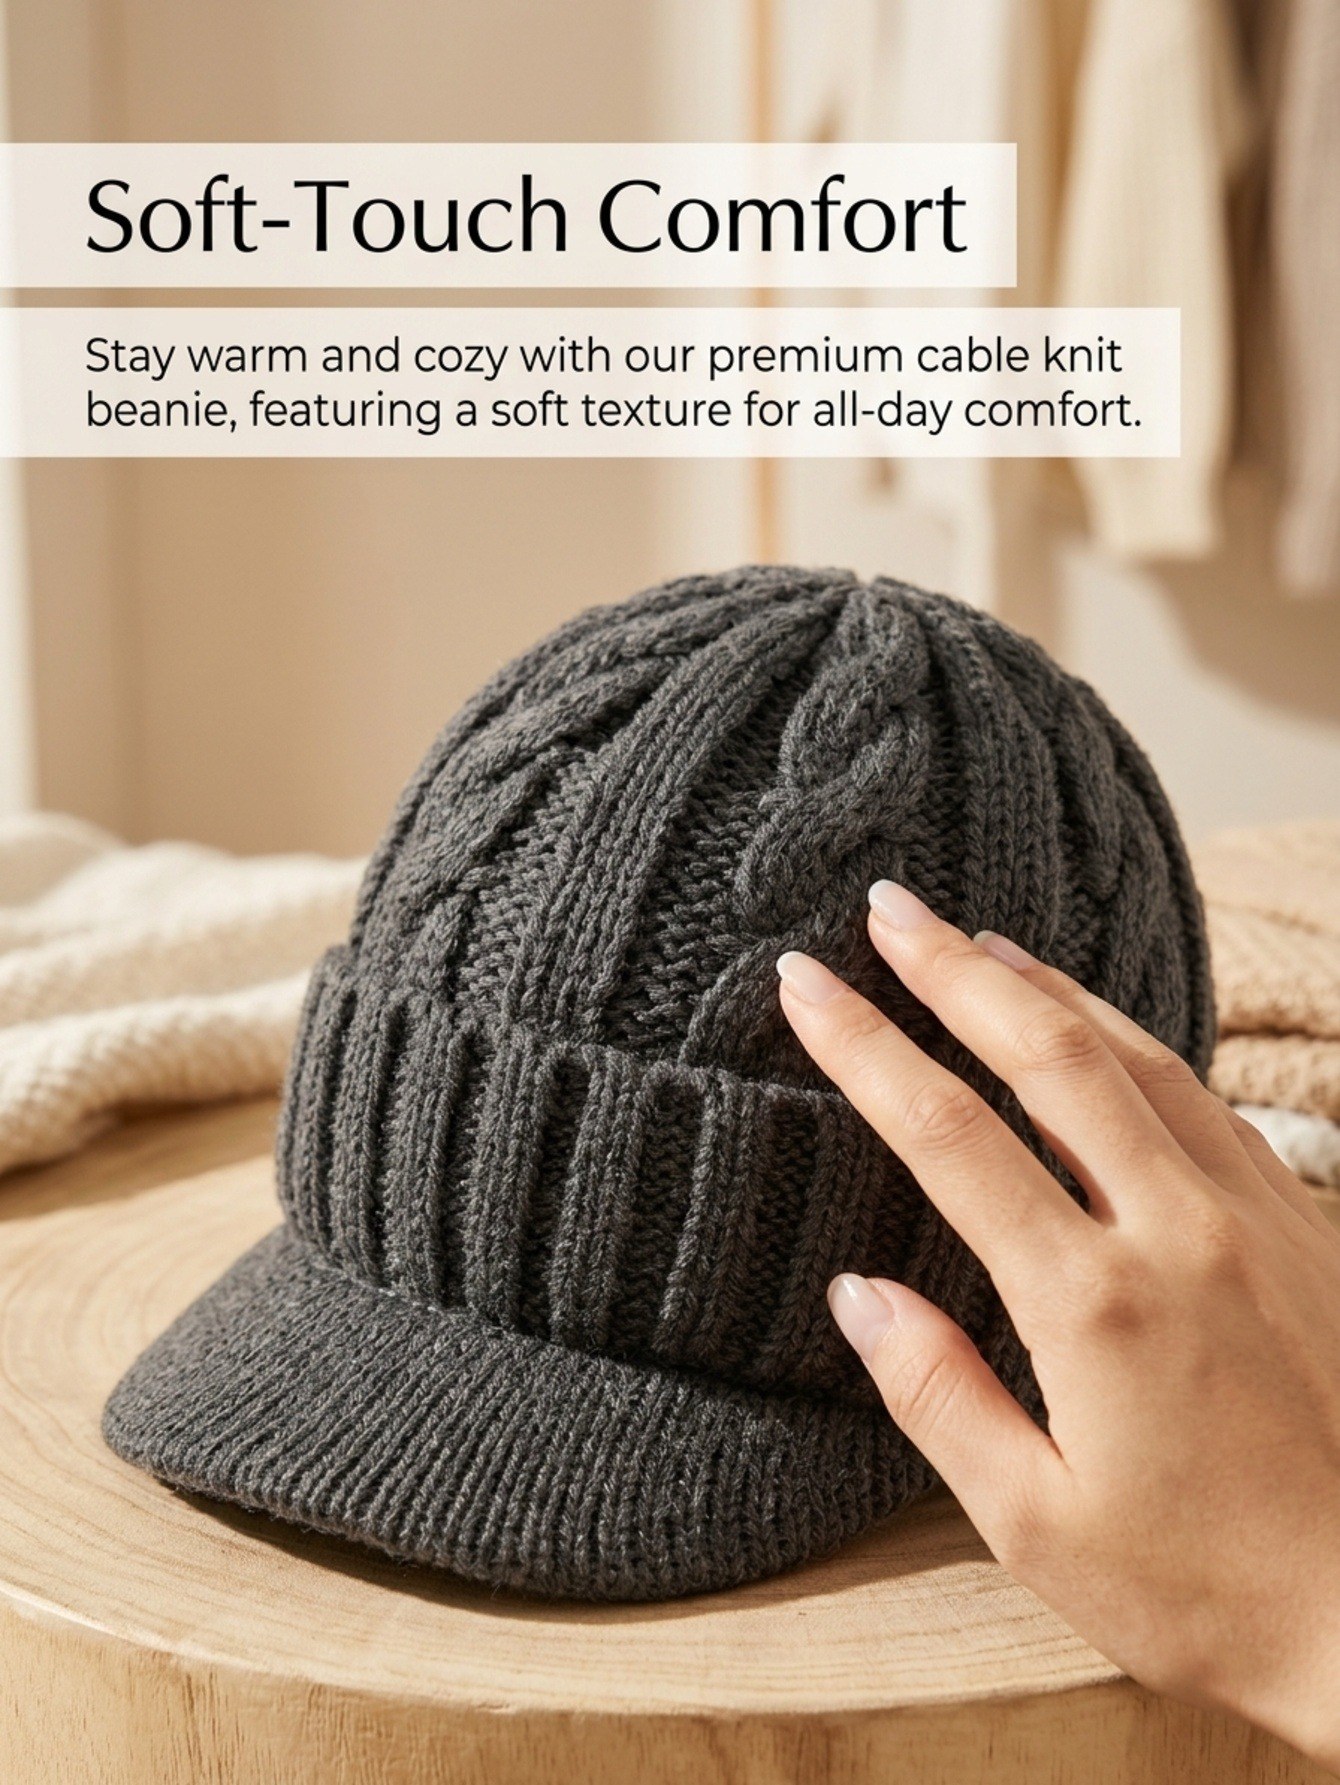 Soft-Touch Comfort
Stay warm and cozy with our premium cable knit
beanie, featuring a soft texture for all-day comfort.